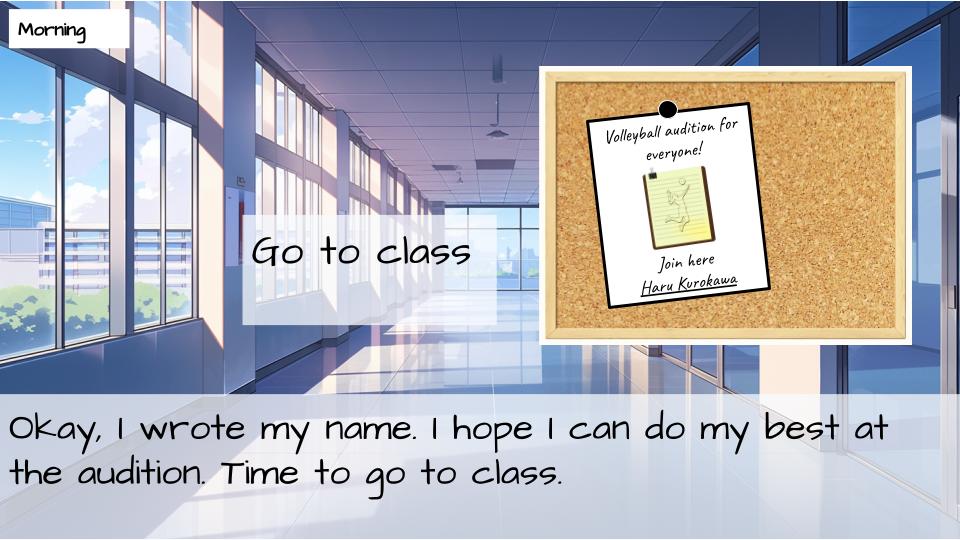 Morning
Volleyball audition for
everyone!
Join here
Haru Kurokawa
Go to class
Okay, I wrote my name. I hope I can do my best at
the audition. Time to go to class.